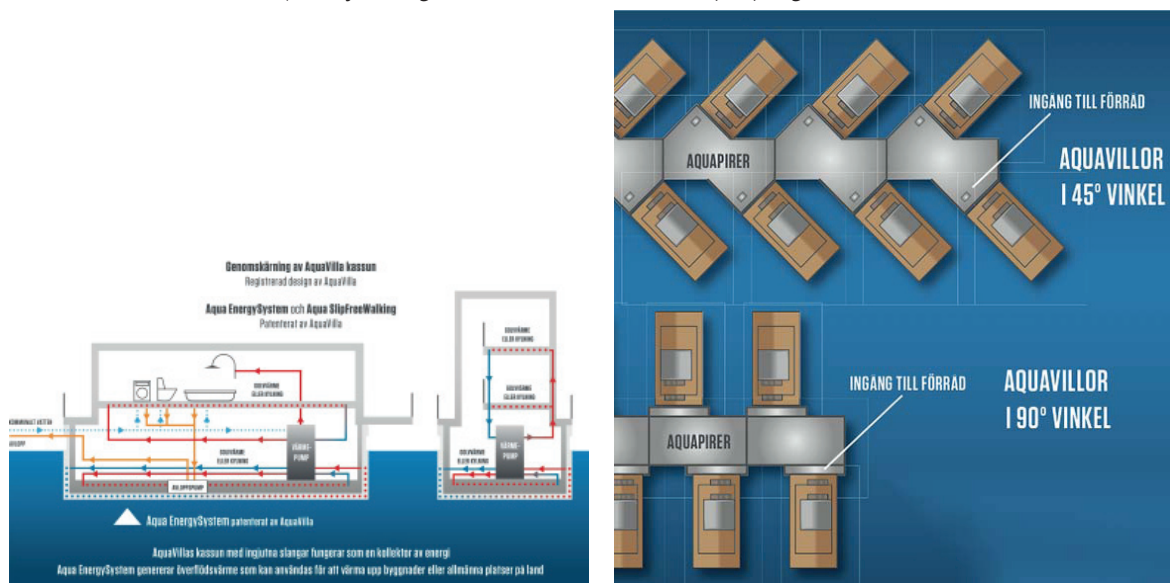 Genomskärning av AquaVilla kassun
Registrerad design av AquaVilla
Aqua EnergySystem och Aqua SlipFreeWalking
Patenterat av AquaVilla
GOLVVÄRME
ELLER KYLNING
GOLVVÄRME
ELLER KYLNING
KOMMUNALT VATTEN
AVLOPP
GOLVVÄRME
ELLER KYLNING
VÄRME-
PUMP
AVLOPPSPUMP
GOLVVÄRME
ELLER KYLNING
GOLVVÄRME
ELLER KYLNING
VÄRME-
PUMP
Aqua EnergySystem patenterat av AquaVilla
AquaVillas kassun med ingjutna slangar fungerar som en kollektor av energi
Aqua EnergySystem genererar överflödsvärme som kan användas för att värma upp byggnader eller allmänna platser på land
INGÅNG TILL FÖRRÅD
AQUAPIRER
AQUAVILLOR
I 45° VINKEL
INGÅNG TILL FÖRRÅD
AQUAVILLOR
I 90° VINKEL
AQUAPIRER